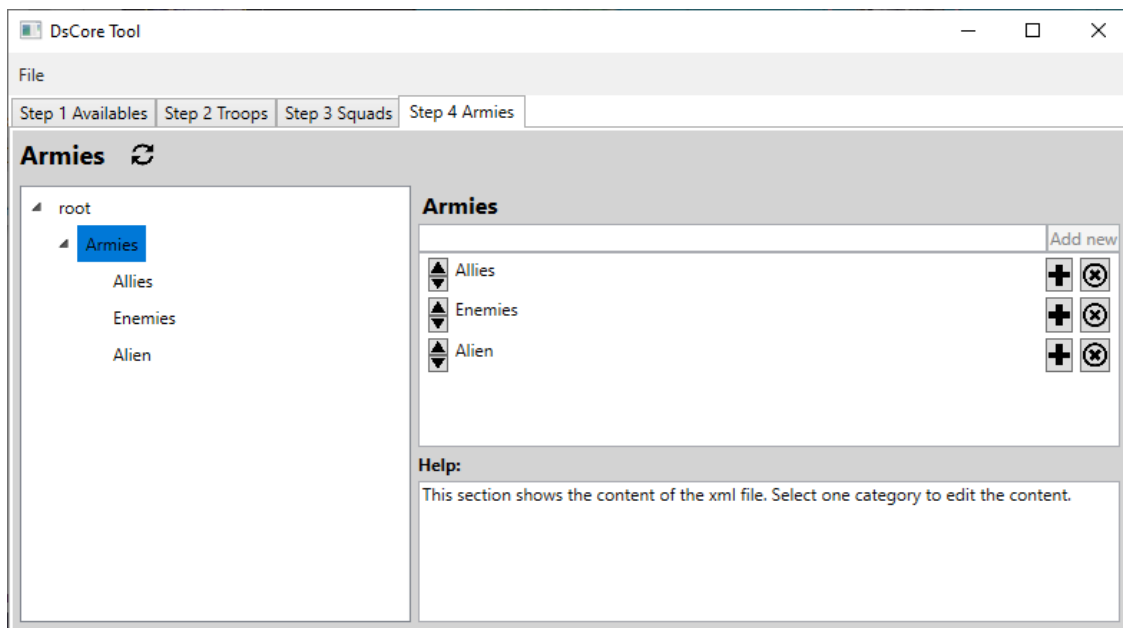 DsCore Tool
File
Step 1 Availables
Step 2 Troops
Step 3 Squads
Step 4 Armies
Armies
root
Armies
Allies
Enemies
Alien
Armies
Add new
Allies
Enemies
Alien
Help:
This section shows the content of the xml file. Select one category to edit the content.